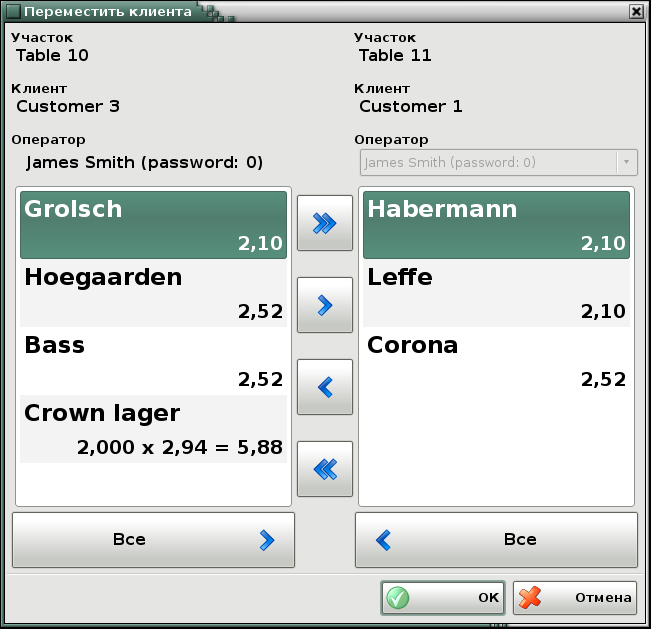 Переместить клиента
Участок
Table 10
Клиент
Customer 3
Оператор
James Smith (password: 0)
Участок
Table 11
Клиент
Customer 1
Оператор
James Smith (password: 0)
Grolsch
2,10
Hoegaarden
2,52
Bass
2,52
Crown lager
2,000 x 2,94 = 5,88
Habermann
2,10
Leffe
2,10
Corona
2,52
Все
Все
OK
Отмена